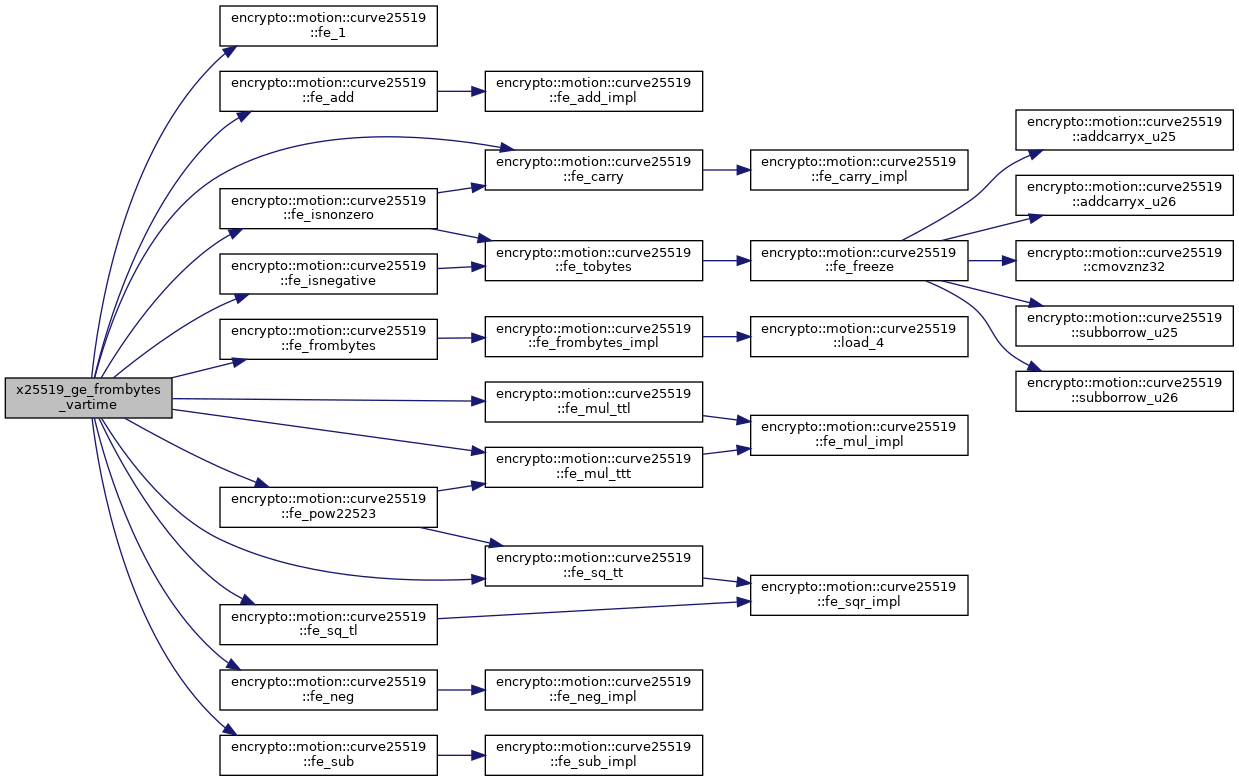 encrypto::motion::curve25519
::fe_1
encrypto::motion::curve25519
::fe_add
encrypto::motion::curve25519
::fe_add_impl
encrypto::motion::curve25519
::addcarryx_u25
encrypto::motion::curve25519
::fe_carry
encrypto::motion::curve25519
::fe_carry_impl
encrypto::motion::curve25519
::addcarryx_u26
encrypto::motion::curve25519
::fe_isnonzero
encrypto::motion::curve25519
::fe_tobytes
encrypto::motion::curve25519
::fe_freeze
encrypto::motion::curve25519
::cmovznz32
encrypto::motion::curve25519
::fe_isnegative
encrypto::motion::curve25519
::subborrow_u25
encrypto::motion::curve25519
::fe_frombytes
encrypto::motion::curve25519
::fe_frombytes_impl
encrypto::motion::curve25519
::load_4
encrypto::motion::curve25519
::subborrow_u26
x25519_ge_frombytes
_vartime
encrypto::motion::curve25519
::fe_mul_ttl
encrypto::motion::curve25519
::fe_mul_impl
encrypto::motion::curve25519
::fe_mul_ttt
encrypto::motion::curve25519
::fe_pow22523
encrypto::motion::curve25519
::fe_sq_tt
encrypto::motion::curve25519
::fe_sqr_impl
encrypto::motion::curve25519
::fe_sq_tl
encrypto::motion::curve25519
::fe_neg
encrypto::motion::curve25519
::fe_neg_impl
encrypto::motion::curve25519
::fe_sub
encrypto::motion::curve25519
::fe_sub_impl